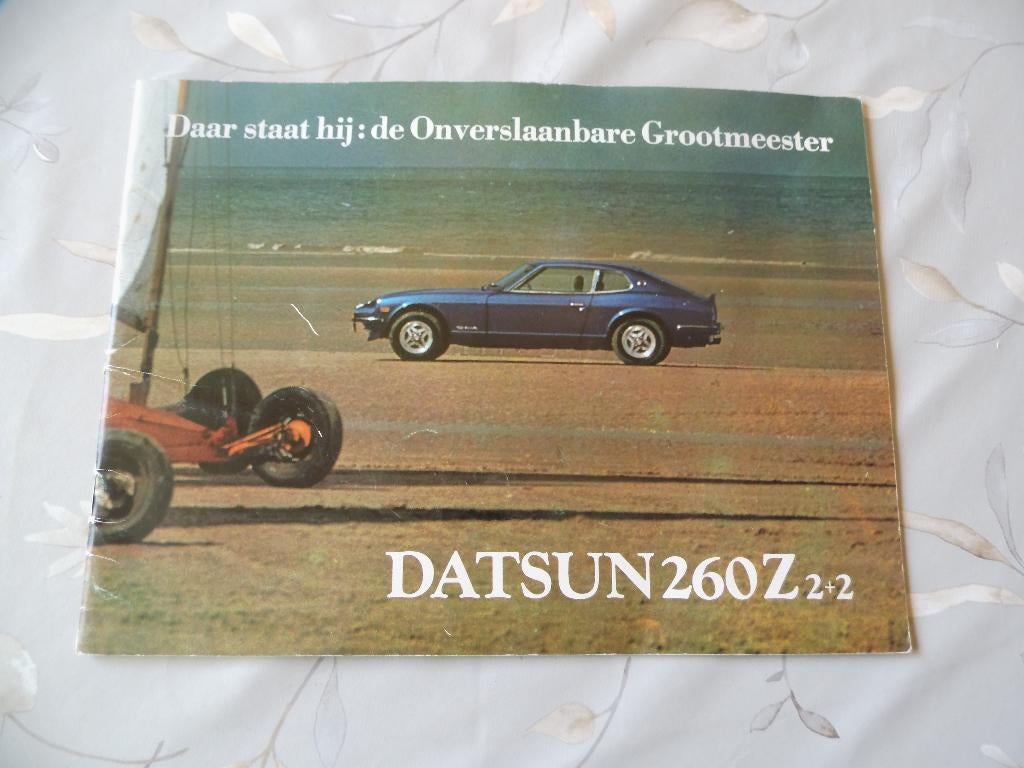 Daar staat hij: de Onverslaanbare Grootmeester
DATSUN 260Z 2+2